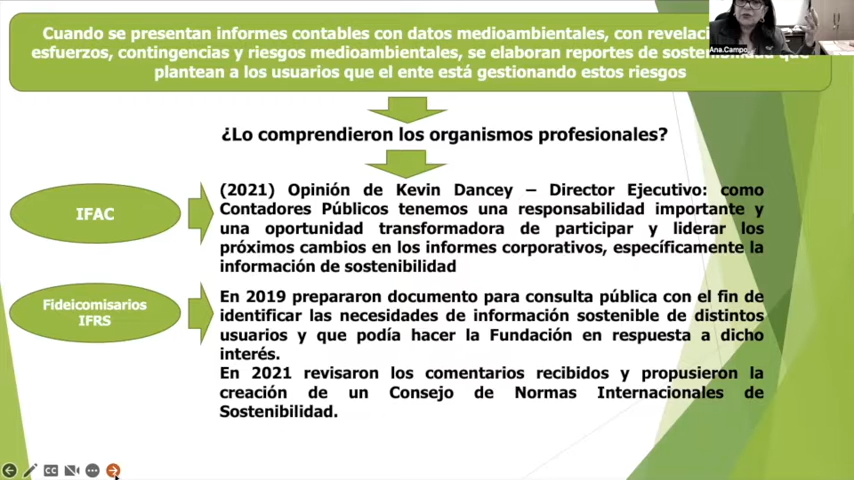 Cuando se presentan informes contables con datos medioambientales, con revelac
esfuerzos, contingencias y riesgos medioambientales, se elaboran reportes de que
plantean a los usuarios que el ente está gestionando estos riesgos
Ana.Campo
¿Lo comprendieron los organismos profesionales?
IFAC
(2021) Opinión de Kevin Dancey – Director Ejecutivo: como
Contadores Públicos tenemos una responsabilidad importante y
una oportunidad transformadora de participar y liderar los
próximos cambios en los informes corporativos, específicamente la
información de sostenibilidad
Fideicomisarios
IFRS
En 2019 prepararon documento para consulta pública con el fin de
identificar las necesidades de información sostenible de distintos
usuarios y que podía hacer la Fundación en respuesta a dicho
interés.
En 2021 revisaron los comentarios recibidos y propusieron la
creación de un Consejo de Normas Internacionales de
Sostenibilidad.
CC